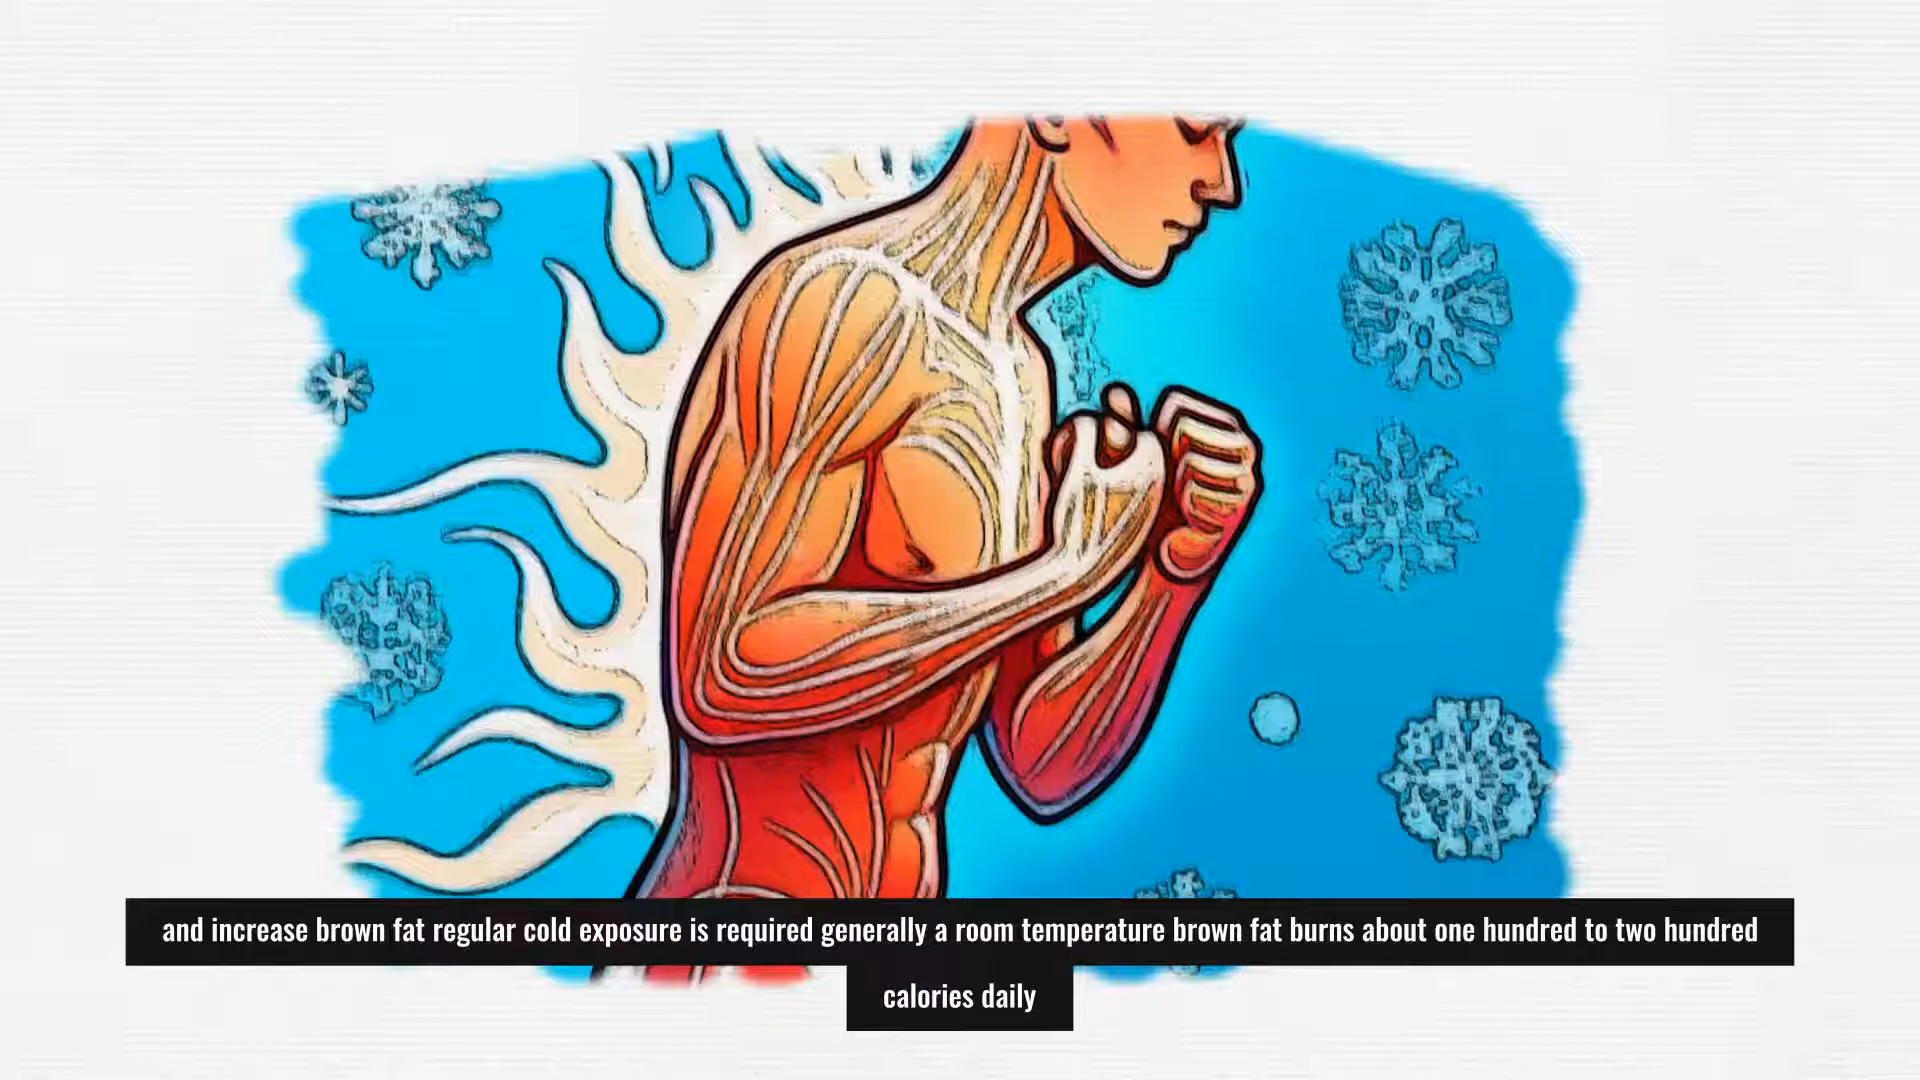 and increase brown fat regular cold exposure is required generally a room temperature brown fat burns about one hundred to two hundred
calories daily